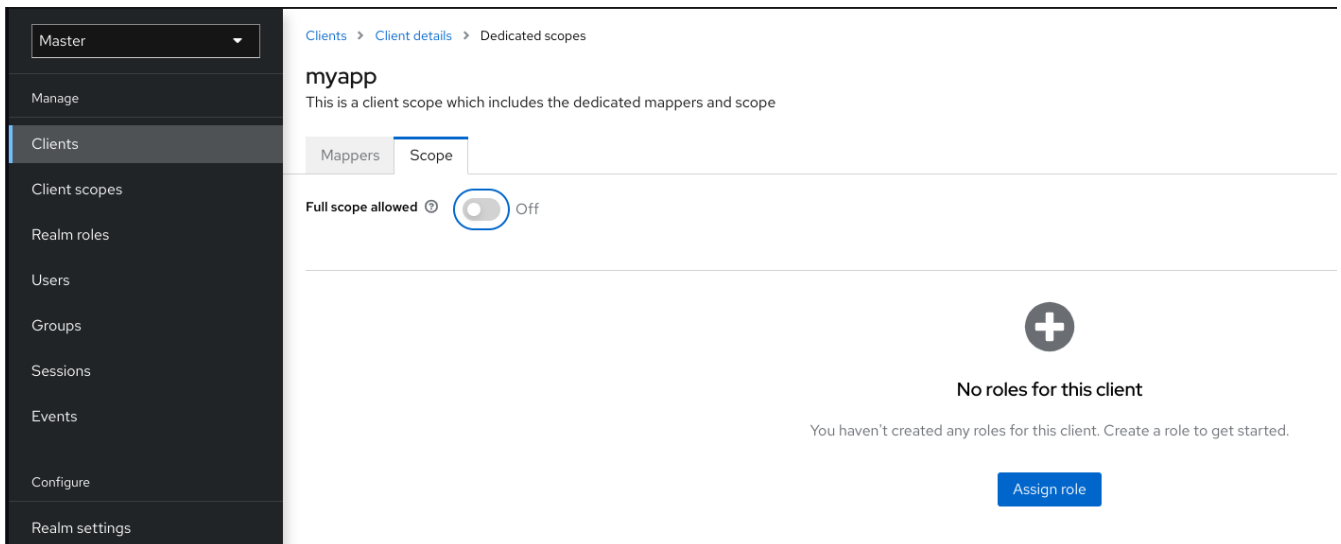 Master
Manage
Clients
Client scopes
Realm roles
Users
Groups
Sessions
Events
Configure
Realm settings
Clients > Client details > Dedicated scopes
myapp
This is a client scope which includes the dedicated mappers and scope
Mappers Scope
Full scope allowed Off
No roles for this client
You haven't created any roles for this client. Create a role to get started.
Assign role